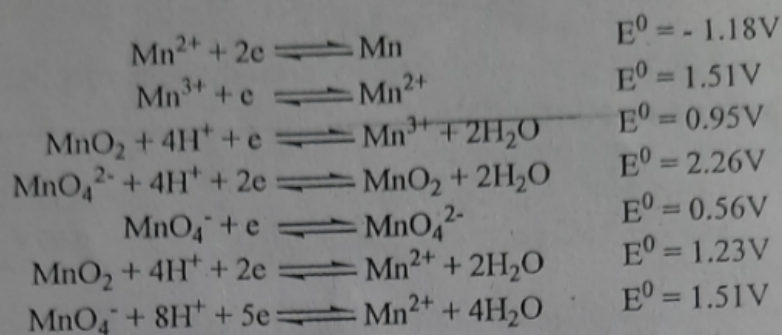 Mn²⁺ + 2e ⇌ Mn E⁰ = - 1.18V
Mn³⁺ + e ⇌ Mn²⁺ E⁰ = 1.51V
MnO₂ + 4H⁺ + e ⇌ Mn³⁺ + 2H₂O E⁰ = 0.95V
MnO₄²⁻ + 4H⁺ + 2e ⇌ MnO₂ + 2H₂O E⁰ = 2.26V
MnO₄⁻ + e ⇌ MnO₄²⁻ E⁰ = 0.56V
MnO₂ + 4H⁺ + 2e ⇌ Mn²⁺ + 2H₂O E⁰ = 1.23V
MnO₄⁻ + 8H⁺ + 5e ⇌ Mn²⁺ + 4H₂O E⁰ = 1.51V